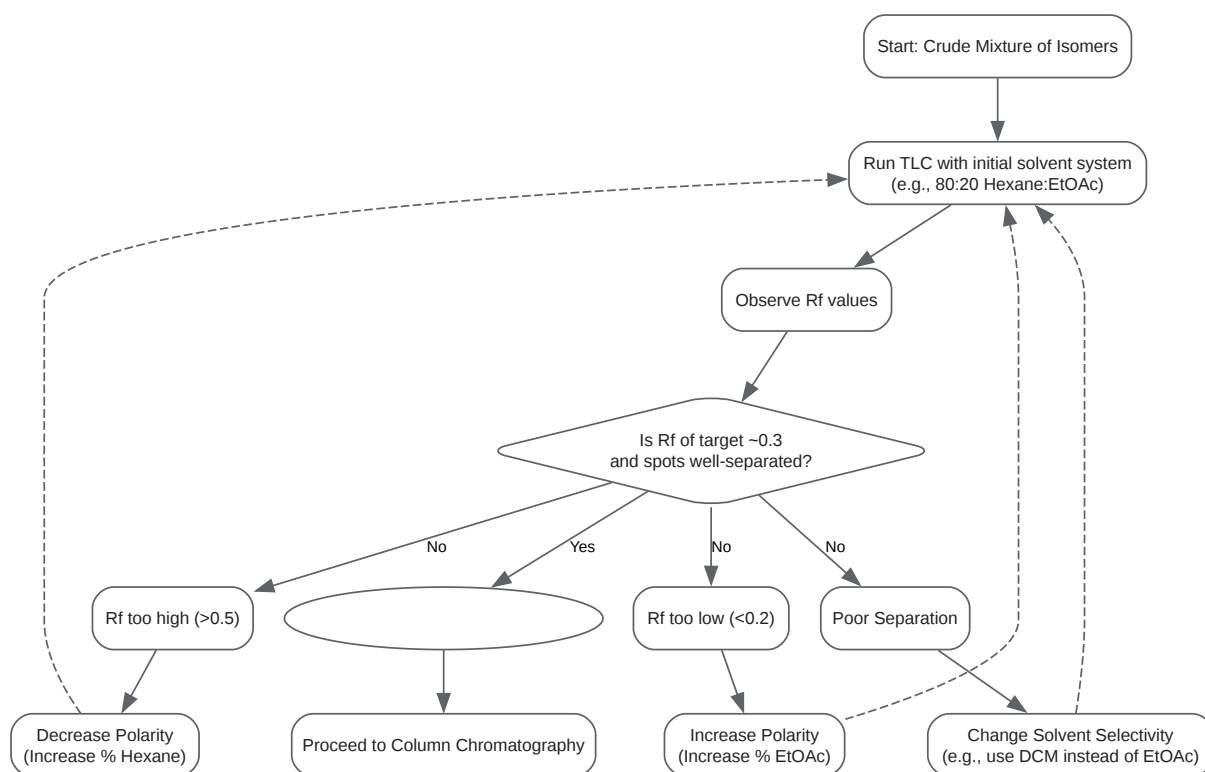 Start: Crude Mixture of Isomers
Run TLC with initial solvent system
(e.g., 80:20 Hexane:EtOAc)
Observe Rf values
Is Rf of target ~0.3
and spots well-separated?
No
Yes
No
No
Rf too high (>0.5)
Rf too low (<0.2)
Poor Separation
Decrease Polarity
(Increase % Hexane)
Proceed to Column Chromatography
Increase Polarity
(Increase % EtOAc)
Change Solvent Selectivity
(e.g., use DCM instead of EtOAc)